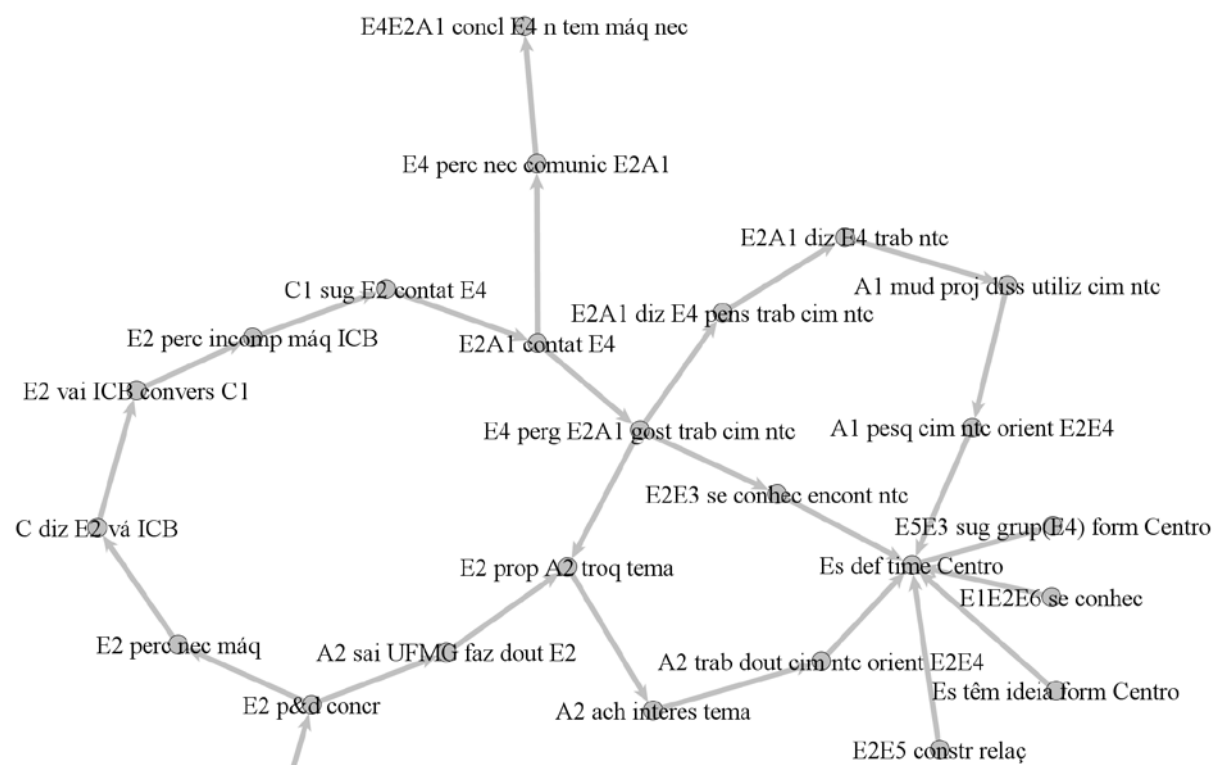 E4E2A1 concl E4 n tem máq nec
E4 perc nec comunic E2A1
E2A1 diz E4 trab ntc
C1 sug E2 contat E4
A1 mud proj diss utiliz cim ntc
E2A1 diz E4 pens trab cim ntc
E2 perc incomp máq ICB
E2A1 contat E4
E2 vai ICB convers C1
E4 perg E2A1 gost trab cim ntc
A1 pesq cim ntc orient E2E4
E2E3 se conhec encont ntc
C diz E2 vá ICB
E5E3 sug grup(E4) form Centro
E2 prop A2 troq tema
Es def time Centro
E1E2E6 se conhec
E2 perc nec máq
A2 sai UFMG faz dout E2
A2 trab dout cim ntc orient E2E4
Es têm ideia form Centro
E2 p&d concr
A2 ach interes tema
E2E5 constr relaç